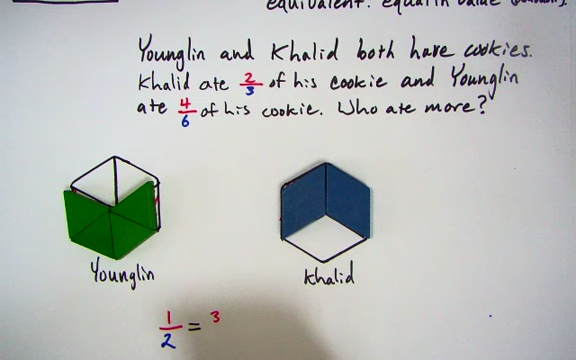 equivalent: equal in value
Younglin and Khalid both have cookies.
Khalid ate 2/3 of his cookie and Younglin
ate 4/6 of his cookie. Who ate more?
Younglin
Khalid
1/2 = 3